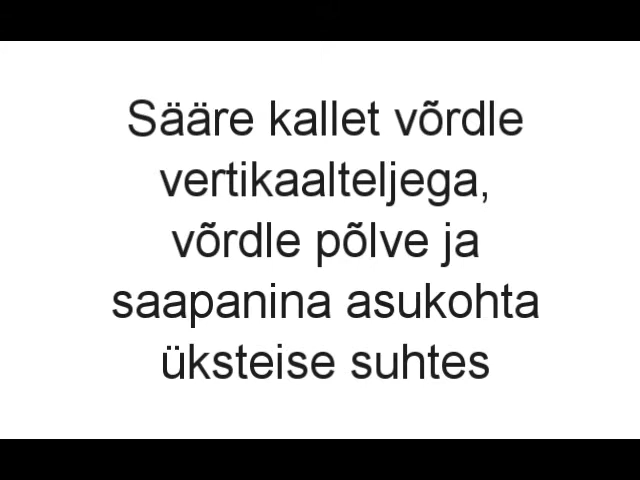 Sääre kallet võrdle
vertikaalteljega,
võrdle põlve ja
saapanina asukohta
üksteise suhtes